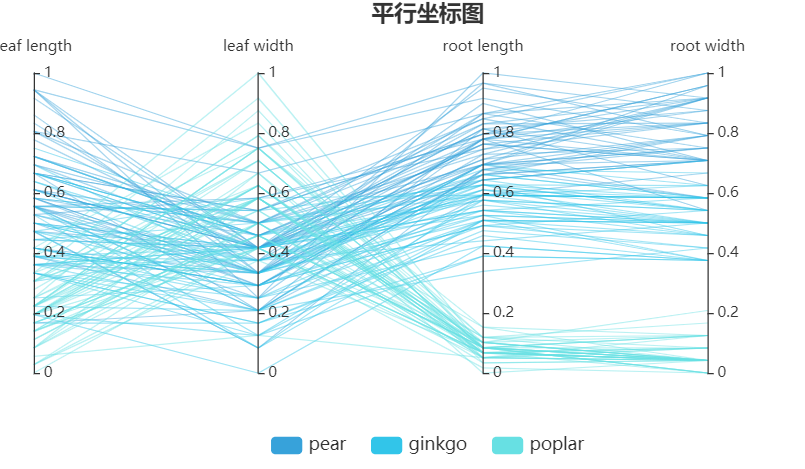 平行坐标图
eaf length leaf width root length root width
1 1 1 1
0.8 0.8 0.8 0.8
0.6 0.6 0.6 0.6
0.4 0.4 0.4 0.4
0.2 0.2 0.2 0.2
0 0 0 0
pear ginkgo poplar